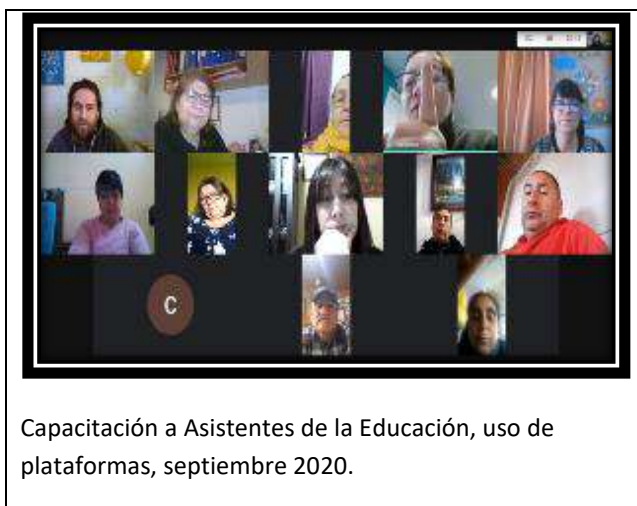 C
Capacitación a Asistentes de la Educación, uso de
plataformas, septiembre 2020.